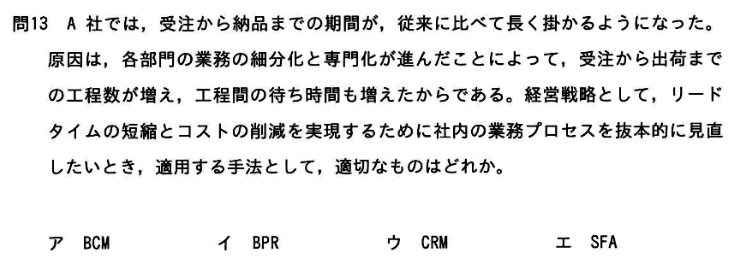 問13 A 社では，受注から納品までの期間が，従来に比べて長く掛かるようになった。
原因は，各部門の業務の細分化と専門化が進んだことによって，受注から出荷まで
の工程数が増え，工程間の待ち時間も増えたからである。経営戦略として，リード
タイムの短縮とコストの削減を実現するために社内の業務プロセスを抜本的に見直
したいとき，適用する手法として，適切なものはどれか。
ア BCM イ BPR ウ CRM エ SFA